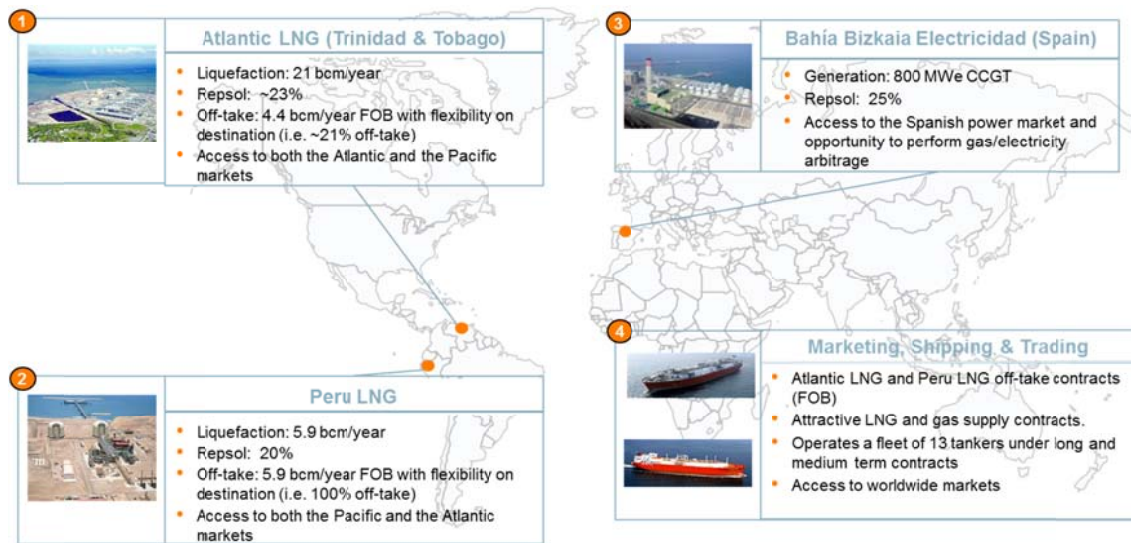 1
Atlantic LNG (Trinidad & Tobago)
• Liquefaction: 21 bcm/year
• Repsol: ~23%
• Off-take: 4.4 bcm/year FOB with flexibility on
destination (i.e. ~21% off-take)
• Access to both the Atlantic and the Pacific
markets
2
Peru LNG
• Liquefaction: 5.9 bcm/year
• Repsol: 20%
• Off-take: 5.9 bcm/year FOB with flexibility on
destination (i.e. 100% off-take)
• Access to both the Pacific and the Atlantic
markets
3
Bahía Bizkaia Electricidad (Spain)
• Generation: 800 MWe CCGT
• Repsol: 25%
• Access to the Spanish power market and
opportunity to perform gas/electricity
arbitrage
4
Marketing, Shipping & Trading
• Atlantic LNG and Peru LNG off-take contracts
(FOB)
• Attractive LNG and gas supply contracts.
• Operates a fleet of 13 tankers under long and
medium term contracts
• Access to worldwide markets